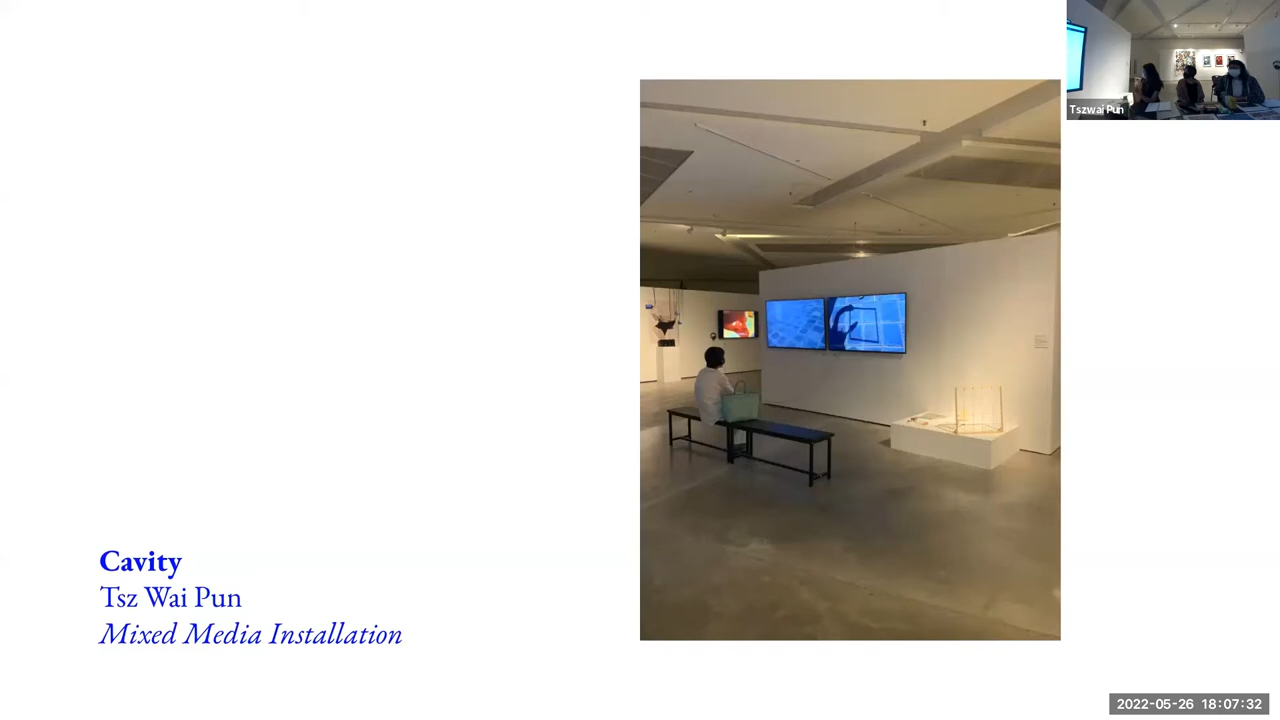 Tszwai Pun
Cavity
Tsz Wai Pun
Mixed Media Installation
2022-05-26 18:07:32